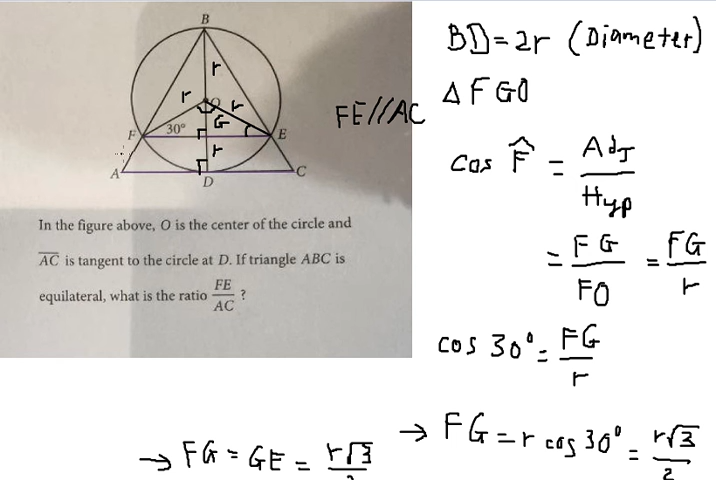 B
r
r
O
r
FE//AC
F
30°
G
E
r
A
D
C
In the figure above, O is the center of the circle and
AC is tangent to the circle at D. If triangle ABC is
equilateral, what is the ratio FE/AC ?
BD=2r (Diameter)
ΔFGO
cos F̂ = Adj/Hyp
= FG/FO = FG/r
cos 30° = FG/r
→ FG = r cos 30° = r√3/2
→ FG = GE = r√3/2